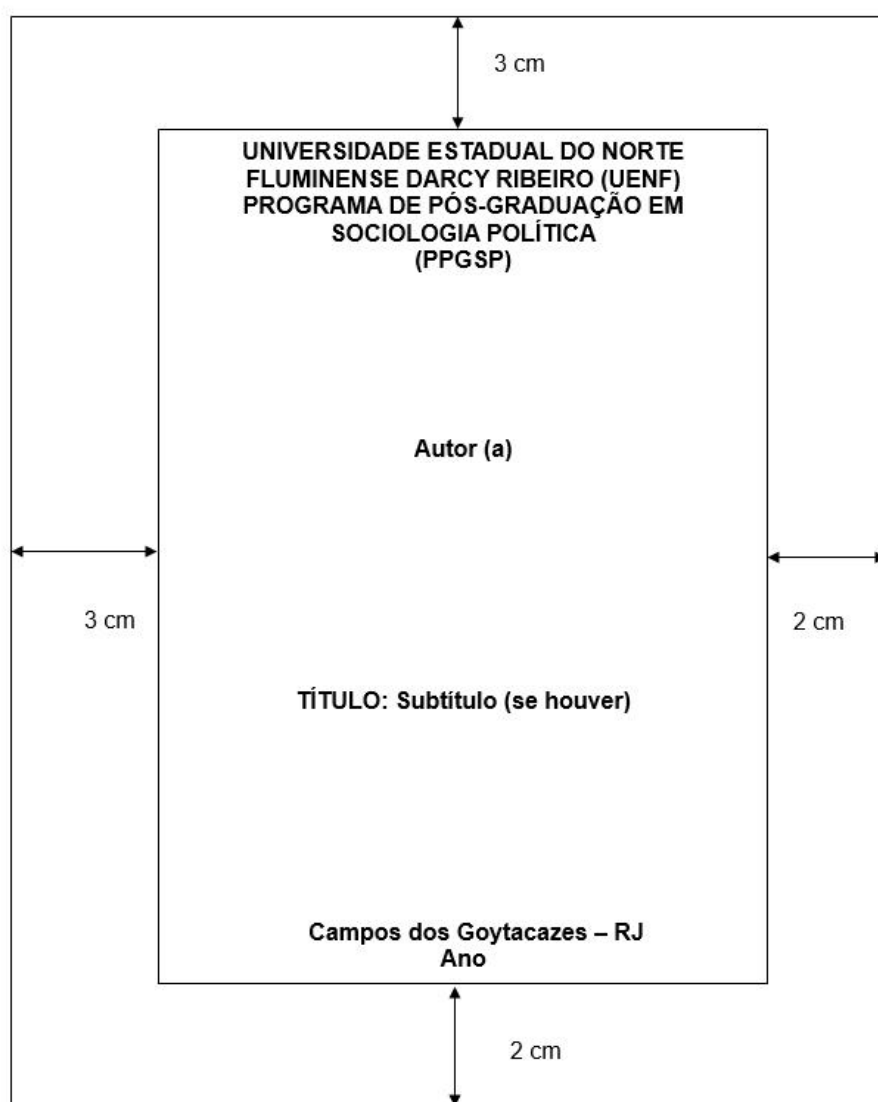 3 cm
UNIVERSIDADE ESTADUAL DO NORTE
FLUMINENSE DARCY RIBEIRO (UENF)
PROGRAMA DE PÓS-GRADUAÇÃO EM
SOCIOLOGIA POLÍTICA
(PPGSP)
Autor (a)
3 cm
2 cm
TÍTULO: Subtítulo (se houver)
Campos dos Goytacazes – RJ
Ano
2 cm